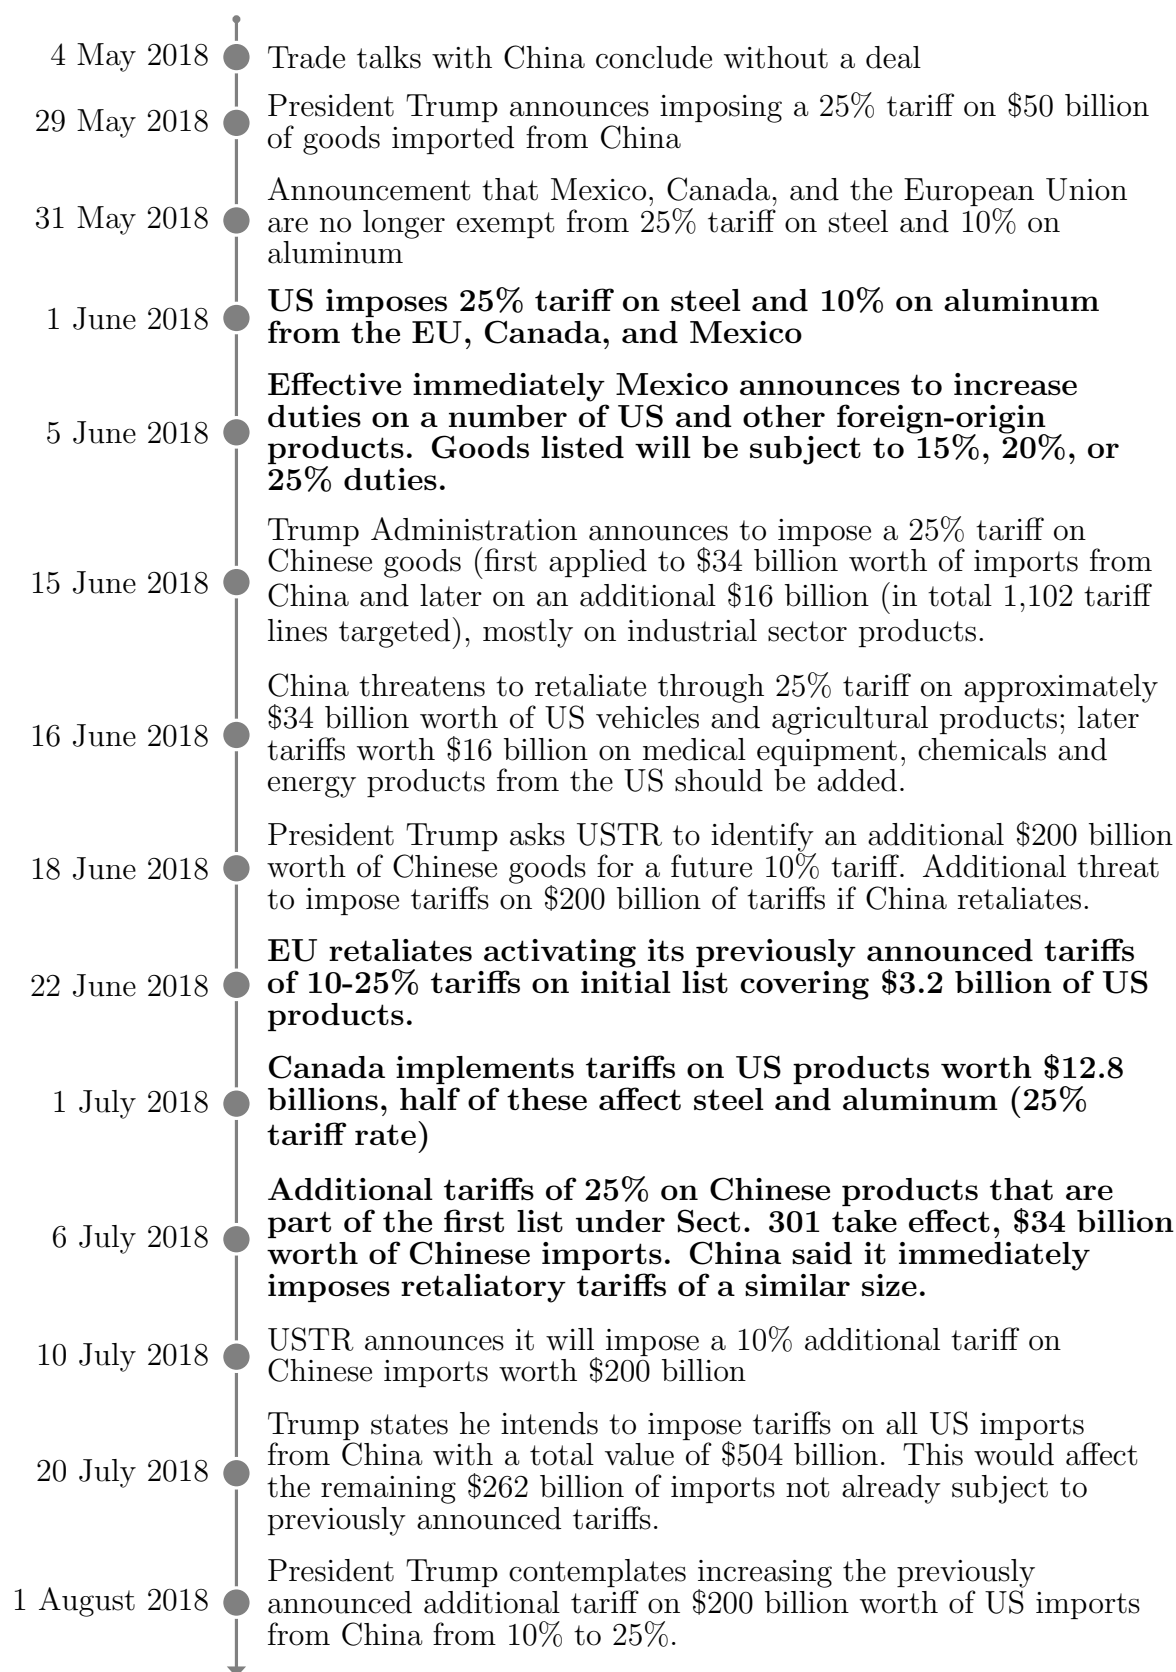 4 May 2018 Trade talks with China conclude without a deal
29 May 2018 President Trump announces imposing a 25% tariff on $50 billion
of goods imported from China
31 May 2018 Announcement that Mexico, Canada, and the European Union
are no longer exempt from 25% tariff on steel and 10% on
aluminum
1 June 2018 US imposes 25% tariff on steel and 10% on aluminum
from the EU, Canada, and Mexico
5 June 2018 Effective immediately Mexico announces to increase
duties on a number of US and other foreign-origin
products. Goods listed will be subject to 15%, 20%, or
25% duties.
15 June 2018 Trump Administration announces to impose a 25% tariff on
Chinese goods (first applied to $34 billion worth of imports from
China and later on an additional $16 billion (in total 1,102 tariff
lines targeted), mostly on industrial sector products.
16 June 2018 China threatens to retaliate through 25% tariff on approximately
$34 billion worth of US vehicles and agricultural products; later
tariffs worth $16 billion on medical equipment, chemicals and
energy products from the US should be added.
18 June 2018 President Trump asks USTR to identify an additional $200 billion
worth of Chinese goods for a future 10% tariff. Additional threat
to impose tariffs on $200 billion of tariffs if China retaliates.
22 June 2018 EU retaliates activating its previously announced tariffs
of 10-25% tariffs on initial list covering $3.2 billion of US
products.
1 July 2018 Canada implements tariffs on US products worth $12.8
billions, half of these affect steel and aluminum (25%
tariff rate)
6 July 2018 Additional tariffs of 25% on Chinese products that are
part of the first list under Sect. 301 take effect, $34 billion
worth of Chinese imports. China said it immediately
imposes retaliatory tariffs of a similar size.
10 July 2018 USTR announces it will impose a 10% additional tariff on
Chinese imports worth $200 billion
20 July 2018 Trump states he intends to impose tariffs on all US imports
from China with a total value of $504 billion. This would affect
the remaining $262 billion of imports not already subject to
previously announced tariffs.
1 August 2018 President Trump contemplates increasing the previously
announced additional tariff on $200 billion worth of US imports
from China from 10% to 25%.